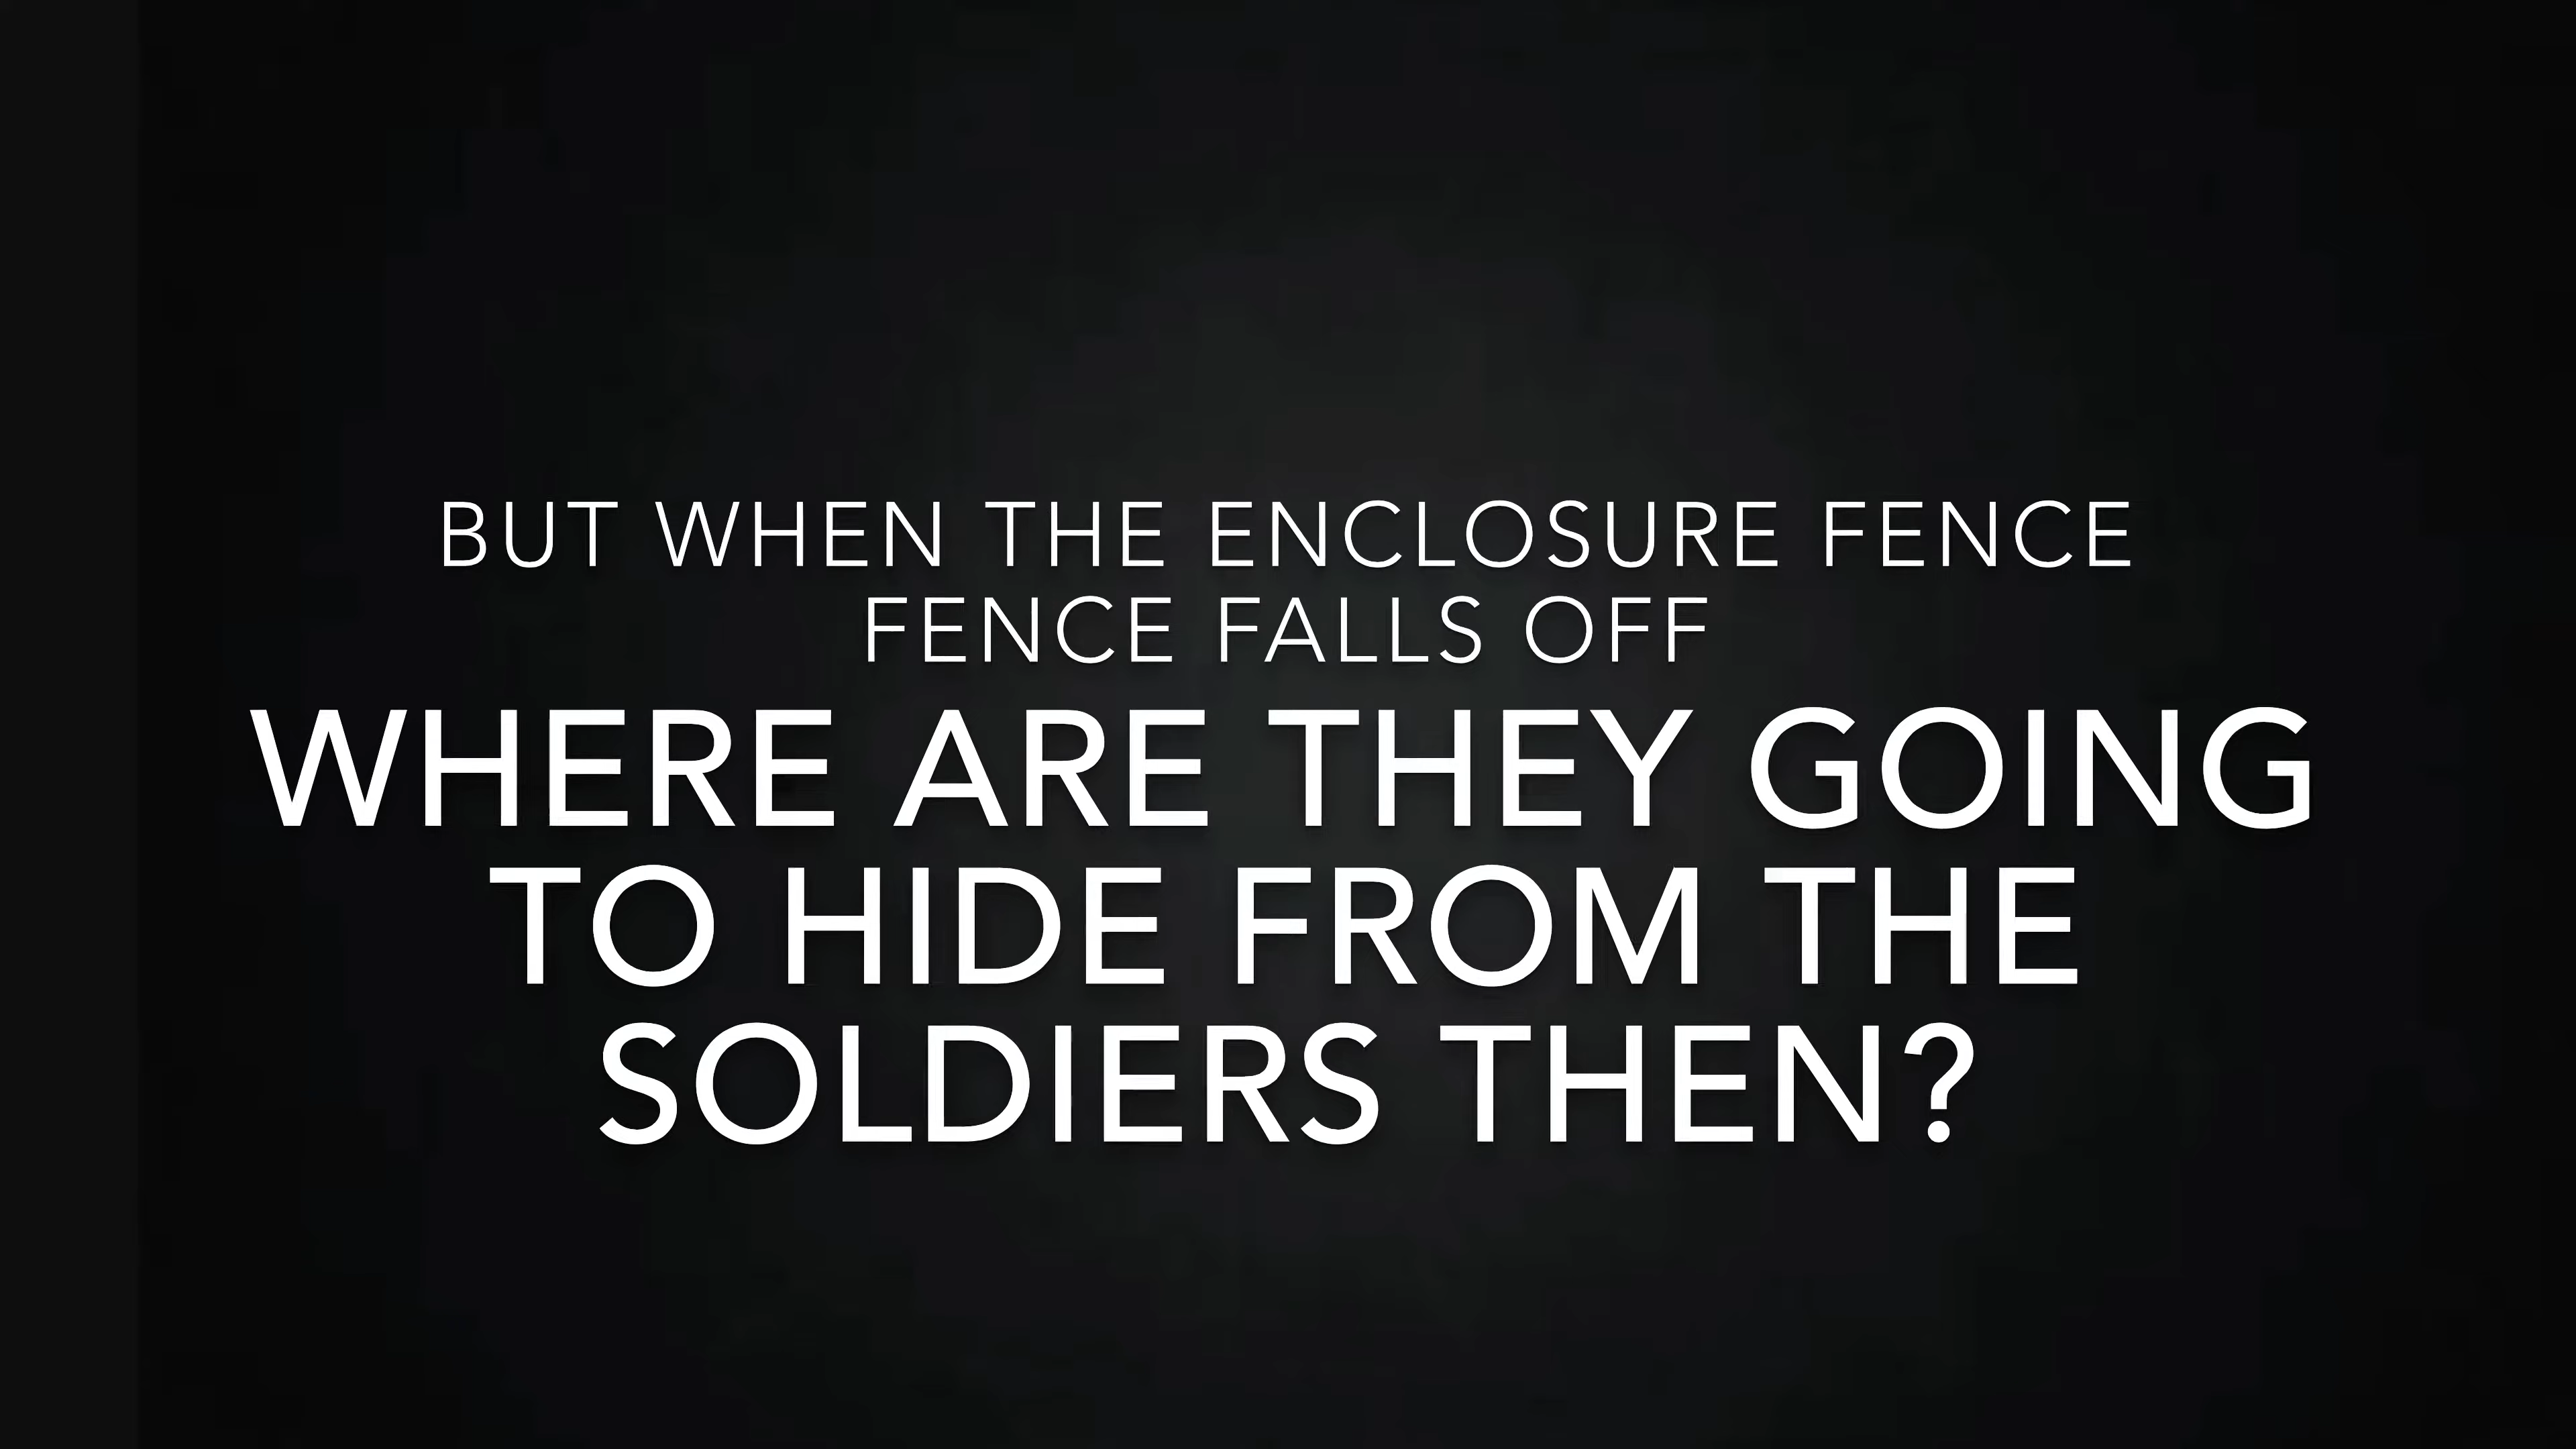 BUT WHEN THE ENCLOSURE FENCE
FENCE FALLS OFF
WHERE ARE THEY GOING
TO HIDE FROM THE
SOLDIERS THEN?